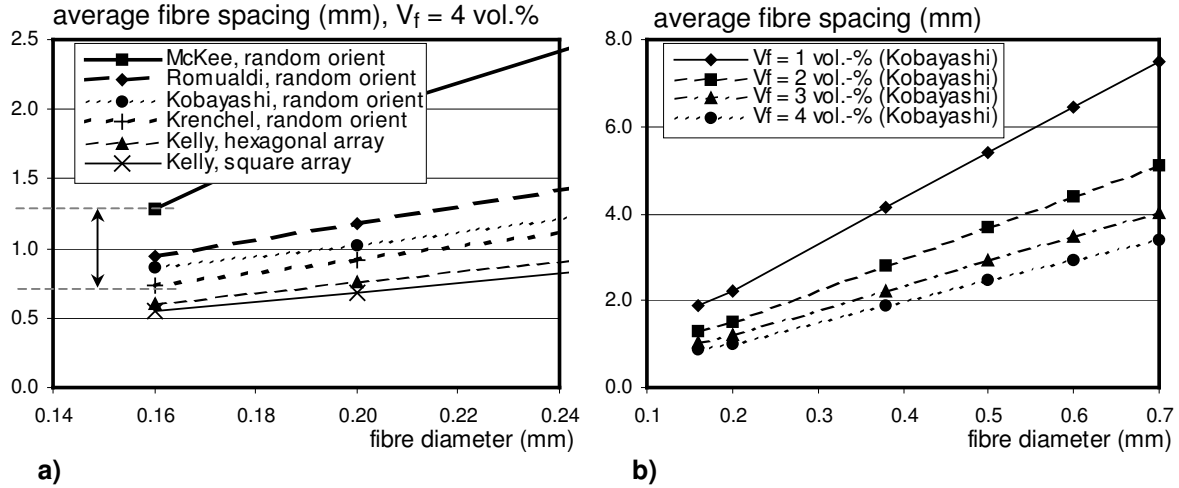 average fibre spacing (mm), Vf = 4 vol.%
2.5
2.0
1.5
1.0
0.5
0.0
McKee, random orient
Romualdi, random orient
Kobayashi, random orient
Krenchel, random orient
Kelly, hexagonal array
Kelly, square array
0.14 0.16 0.18 0.20 0.22 0.24
fibre diameter (mm)
a)
average fibre spacing (mm)
8.0
6.0
4.0
2.0
0.0
Vf = 1 vol.-% (Kobayashi)
Vf = 2 vol.-% (Kobayashi)
Vf = 3 vol.-% (Kobayashi)
Vf = 4 vol.-% (Kobayashi)
0.1 0.2 0.3 0.4 0.5 0.6 0.7
fibre diameter (mm)
b)